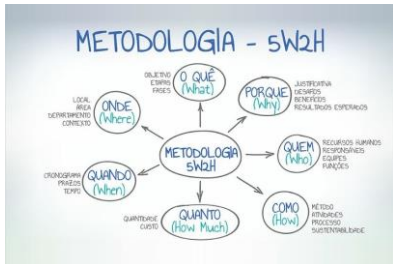 METODOLOGIA - 5W2H
OBJETIVO
ETAPAS
FASES
O QUÊ
(What)
PORQUE
(Why)
JUSTIFICATIVA
DESAFIOS
BENEFÍCIOS
RESULTADOS ESPERADOS
LOCAL
ÁREA
DEPARTAMENTO
CONTEXTO
ONDE
(Where)
METODOLOGIA
5W2H
QUEM
(Who)
RECURSOS HUMANOS
RESPONSÁVEIS
EQUIPES
FUNÇÕES
CRONOGRAMA
PRAZOS
TEMPO
QUANDO
(When)
QUANTIDADE
CUSTO
QUANTO
(How Much)
COMO
(How)
MÉTODO
ATIVIDADES
PROCESSO
SUSTENTABILIDADE